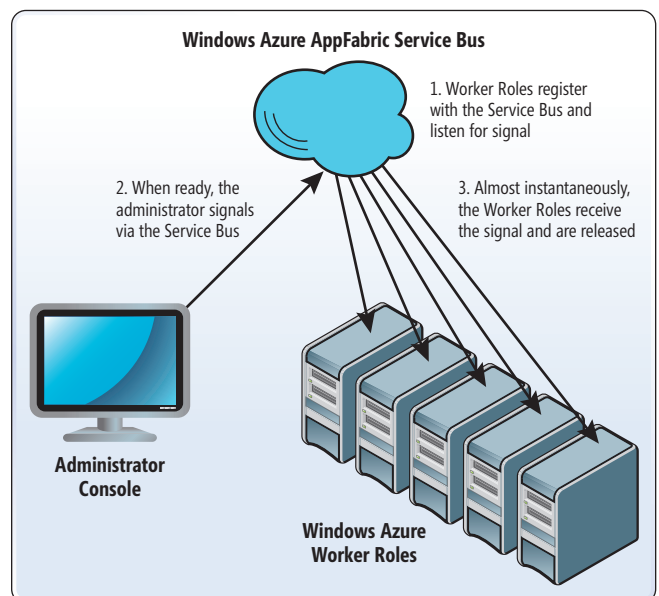 Windows Azure AppFabric Service Bus
1. Worker Roles register
with the Service Bus and
listen for signal
2. When ready, the
administrator signals
via the Service Bus
3. Almost instantaneously,
the Worker Roles receive
the signal and are released
Administrator
Console
Windows Azure
Worker Roles